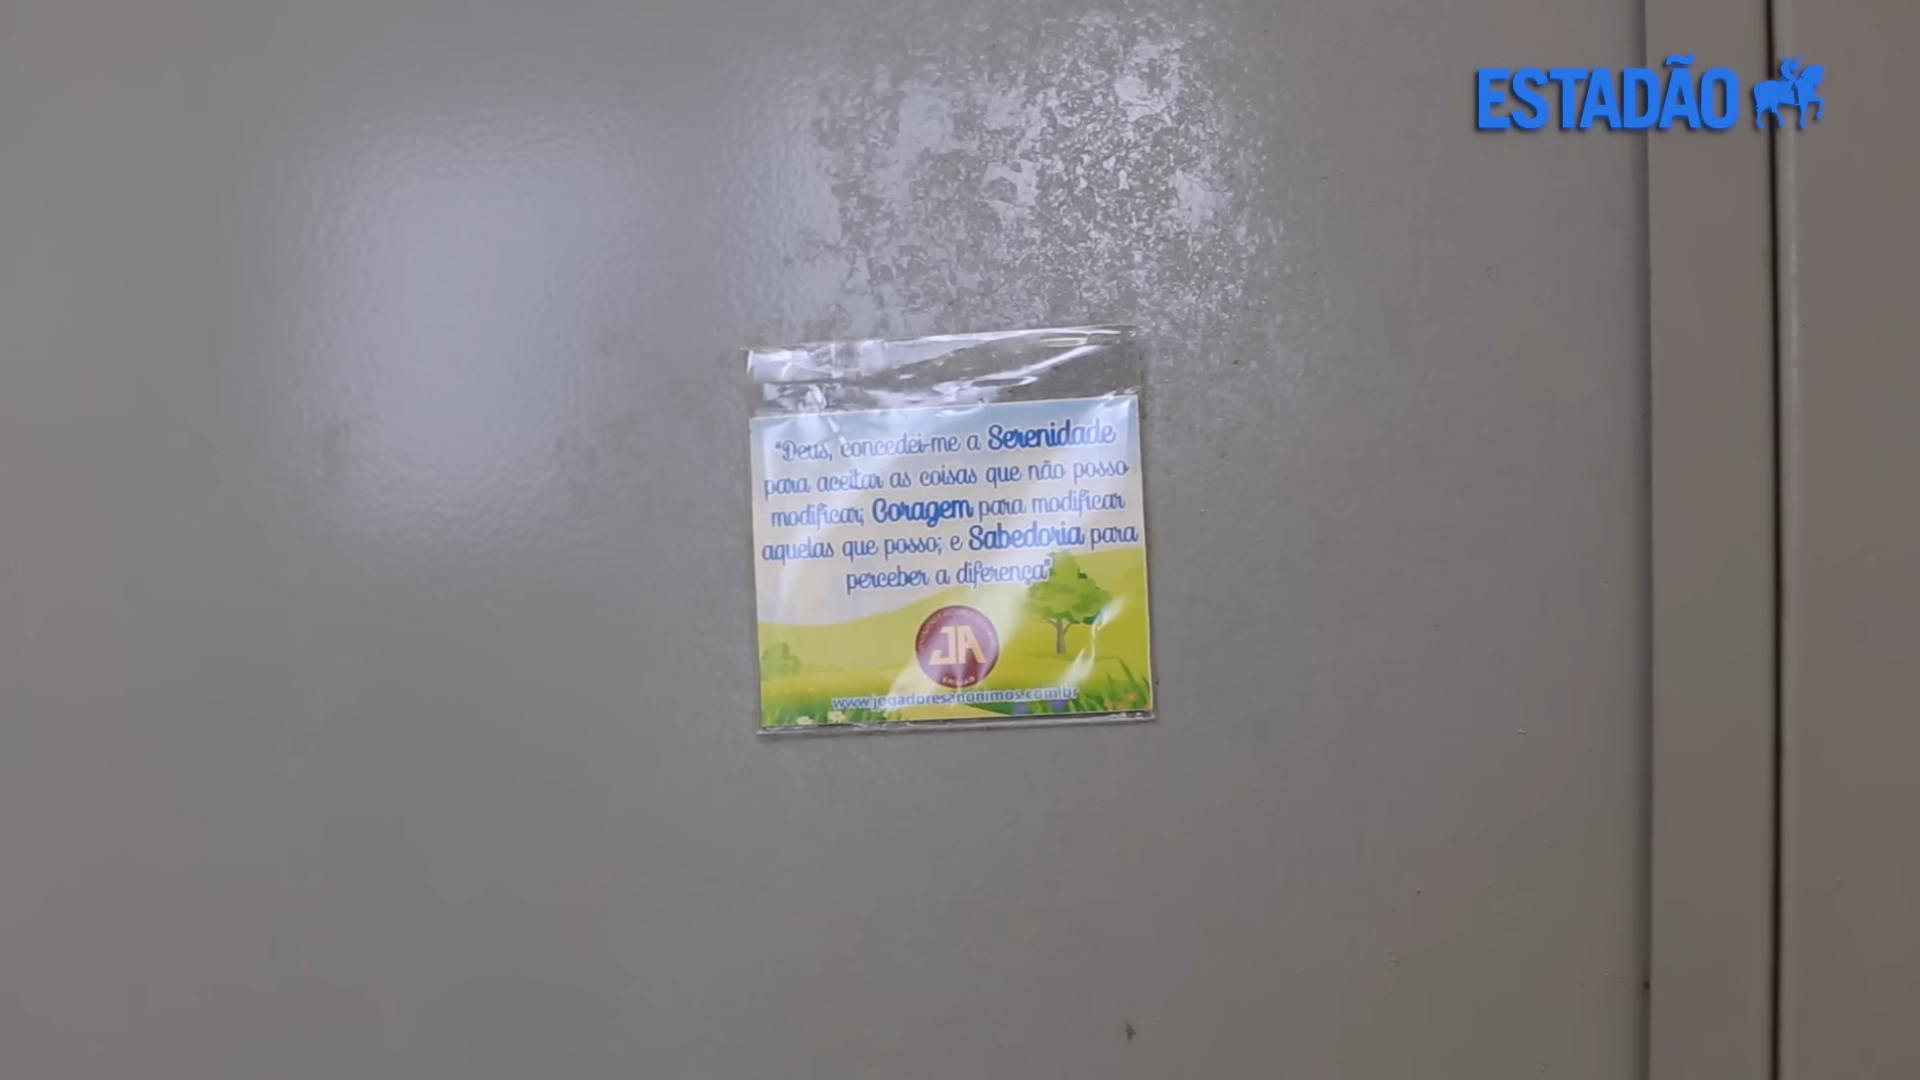 ESTADÃO
"Deus, concedei-me a Serenidade
para aceitar as coisas que não posso
modificar; Coragem para modificar
aquelas que posso; e Sabedoria para
perceber a diferença"
JA
www.jogadoresanonimos.com.br